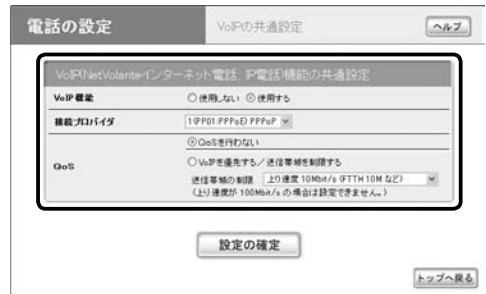 電話の設定
VoIPの共通設定
ヘルプ
VoIP(NetVolanteインターネット電話, IP電話)機能の共通設定
VoIP機能
使用しない 使用する
接続プロバイダ
1(PP01:PPPoE) PPPoP
QoS
QoSを行わない
VoIPを優先する/送信帯域を制限する
送信帯域の制限 上り速度 10Mbit/s (FTTH 10M など)
(上り速度が 100Mbit/s の場合は設定できません。)
設定の確定
トップへ戻る